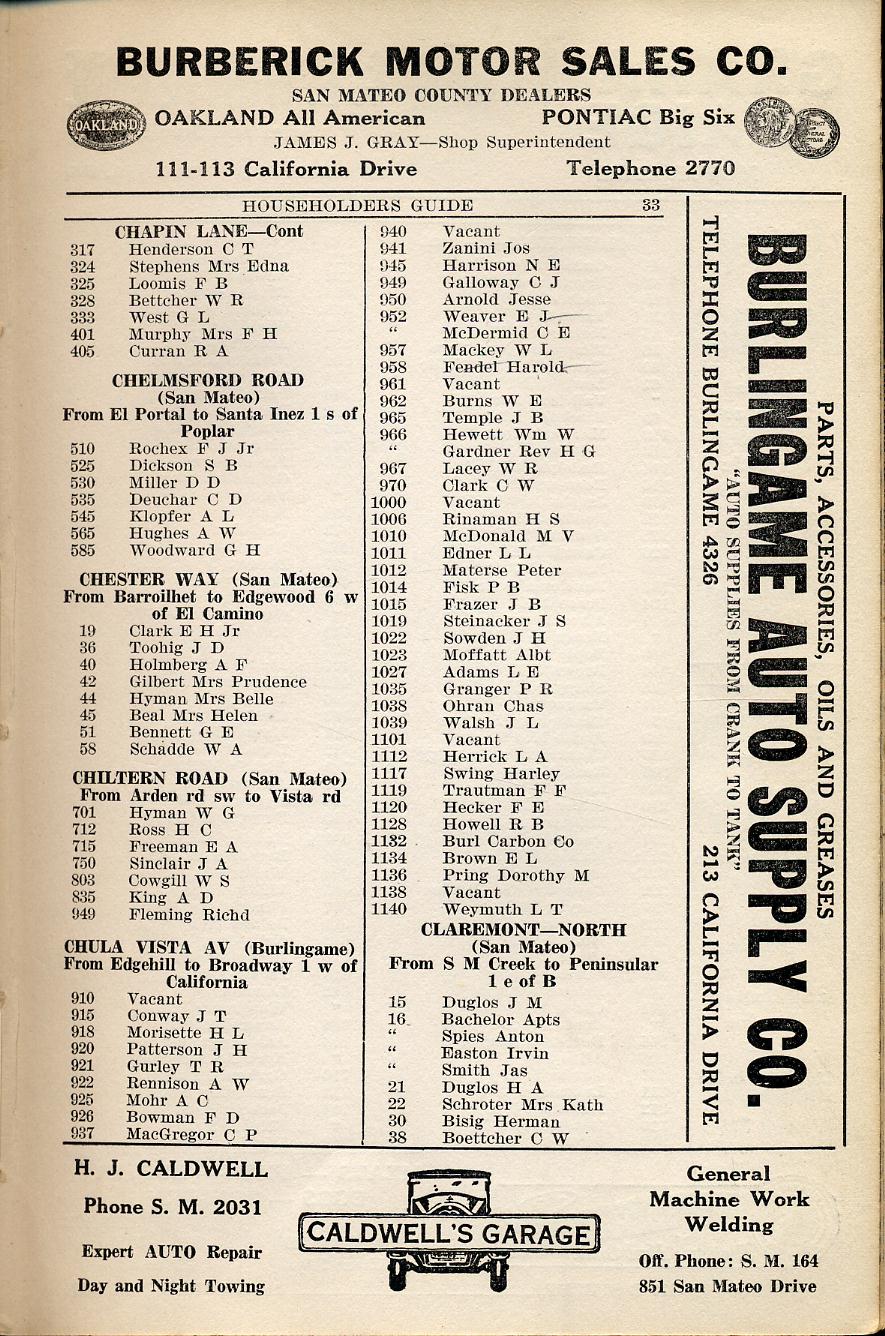 BURBERICK MOTOR SALES CO.
SAN MATEO COUNTY DEALERS
OAKLAND
OAKLAND All American PONTIAC Big Six
JAMES J. GRAY—Shop Superintendent
111-113 California Drive Telephone 2770
HOUSEHOLDERS GUIDE 33
CHAPIN LANE—Cont
317 Henderson C T
324 Stephens Mrs Edna
325 Loomis F B
328 Bettcher W R
333 West G L
401 Murphy Mrs F H
405 Curran R A
CHELMSFORD ROAD
(San Mateo)
From El Portal to Santa Inez 1 s of
Poplar
510 Rochex F J Jr
525 Dickson S B
530 Miller D D
535 Deuchar C D
545 Klopfer A L
565 Hughes A W
585 Woodward G H
CHESTER WAY (San Mateo)
From Barroilhet to Edgewood 6 w
of El Camino
19 Clark E H Jr
36 Toohig J D
40 Holmberg A F
42 Gilbert Mrs Prudence
44 Hyman Mrs Belle
45 Beal Mrs Helen
51 Bennett G E
58 Schadde W A
CHILTERN ROAD (San Mateo)
From Arden rd sw to Vista rd
701 Hyman W G
712 Ross H C
715 Freeman E A
750 Sinclair J A
803 Cowgill W S
835 King A D
949 Fleming Richd
CHULA VISTA AV (Burlingame)
From Edgehill to Broadway 1 w of
California
910 Vacant
915 Conway J T
918 Morisette H L
920 Patterson J H
921 Gurley T R
922 Rennison A W
925 Mohr A C
926 Bowman F D
937 MacGregor C P
940 Vacant
941 Zanini Jos
945 Harrison N E
949 Galloway C J
950 Arnold Jesse
952 Weaver E J
“ McDermid C E
957 Mackey W L
958 Fendel Harold
961 Vacant
962 Burns W E
965 Temple J B
966 Hewett Wm W
“ Gardner Rev H G
967 Lacey W R
970 Clark C W
1000 Vacant
1006 Rinaman H S
1010 McDonald M V
1011 Edner L L
1012 Materse Peter
1014 Fisk P B
1015 Frazer J B
1019 Steinacker J S
1022 Sowden J H
1023 Moffatt Albt
1027 Adams L E
1035 Granger P R
1038 Ohran Chas
1039 Walsh J L
1101 Vacant
1112 Herrick L A
1117 Swing Harley
1119 Trautman F F
1120 Hecker F E
1128 Howell R B
1132 Burl Carbon Co
1134 Brown E L
1136 Pring Dorothy M
1138 Vacant
1140 Weymuth L T
CLAREMONT—NORTH
(San Mateo)
From S M Creek to Peninsular
1 e of B
15 Duglos J M
16 Bachelor Apts
“ Spies Anton
“ Easton Irvin
“ Smith Jas
21 Duglos H A
22 Schroter Mrs Kath
30 Bisig Herman
38 Boettcher C W
PARTS, ACCESSORIES, OILS AND GREASES
BURLINGAME AUTO SUPPLY CO.
“AUTO SUPPLIES FROM CRANK TO TANK”
TELEPHONE BURLINGAME 4326 213 CALIFORNIA DRIVE
H. J. CALDWELL
Phone S. M. 2031
Expert AUTO Repair
Day and Night Towing
CALDWELL'S GARAGE
General
Machine Work
Welding
Off. Phone: S. M. 164
851 San Mateo Drive